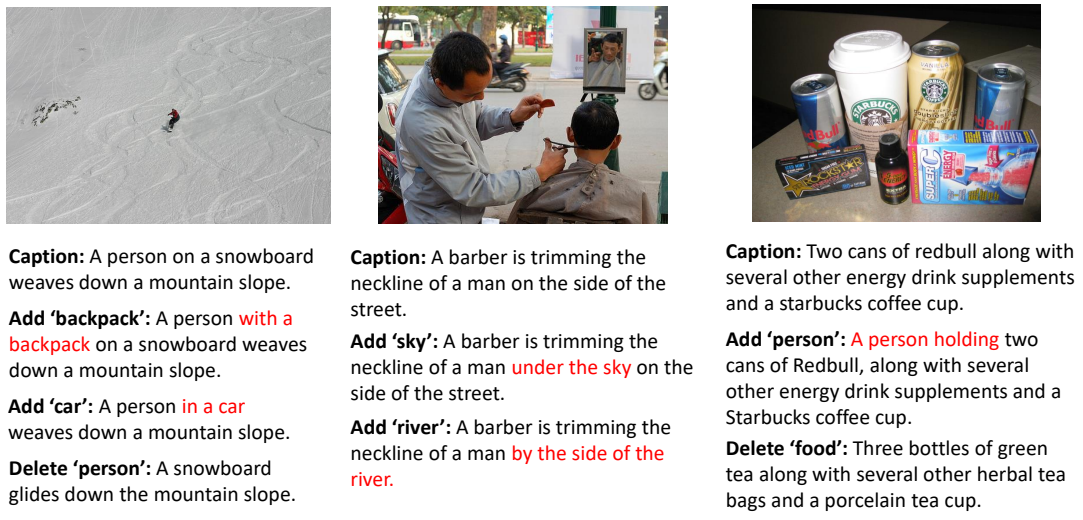 Caption: A person on a snowboard
weaves down a mountain slope.
Add ‘backpack’: A person with a
backpack on a snowboard weaves
down a mountain slope.
Add ‘car’: A person in a car
weaves down a mountain slope.
Delete ‘person’: A snowboard
glides down the mountain slope.
Caption: A barber is trimming the
neckline of a man on the side of the
street.
Add ‘sky’: A barber is trimming the
neckline of a man under the sky on the
side of the street.
Add ‘river’: A barber is trimming the
neckline of a man by the side of the
river.
VANILLA
STARBUCKS
RedBull
dBull
ROCKSTAR
SUPER C
ENERGY
Caption: Two cans of redbull along with
several other energy drink supplements
and a starbucks coffee cup.
Add ‘person’: A person holding two
cans of Redbull, along with several
other energy drink supplements and a
Starbucks coffee cup.
Delete ‘food’: Three bottles of green
tea along with several other herbal tea
bags and a porcelain tea cup.